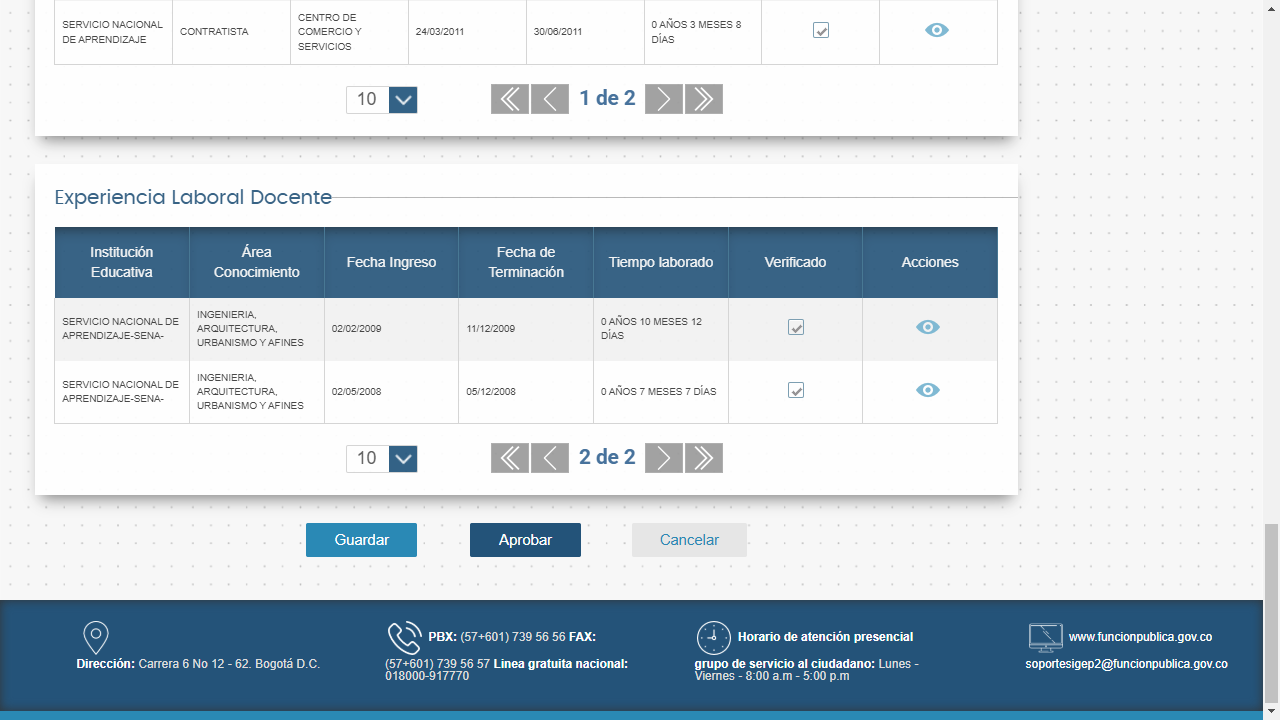 SERVICIO NACIONAL
DE APRENDIZAJE
CONTRATISTA
CENTRO DE
COMERCIO Y
SERVICIOS
24/03/2011
30/06/2011
0 AÑOS 3 MESES 8
DÍAS
10
1 de 2
Experiencia Laboral Docente
Institución
Educativa
Área
Conocimiento
Fecha Ingreso
Fecha de
Terminación
Tiempo laborado
Verificado
Acciones
SERVICIO NACIONAL DE
APRENDIZAJE-SENA-
INGENIERIA,
ARQUITECTURA,
URBANISMO Y AFINES
02/02/2009
11/12/2009
0 AÑOS 10 MESES 12
DÍAS
SERVICIO NACIONAL DE
APRENDIZAJE-SENA-
INGENIERIA,
ARQUITECTURA,
URBANISMO Y AFINES
02/05/2008
05/12/2008
0 AÑOS 7 MESES 7 DÍAS
10
2 de 2
Guardar
Aprobar
Cancelar
Dirección: Carrera 6 No 12 - 62. Bogotá D.C.
PBX: (57+601) 739 56 56 FAX:
(57+601) 739 56 57 Linea gratuita nacional:
018000-917770
Horario de atención presencial
grupo de servicio al ciudadano: Lunes -
Viernes - 8:00 a.m - 5:00 p.m
www.funcionpublica.gov.co
soportesigep2@funcionpublica.gov.co